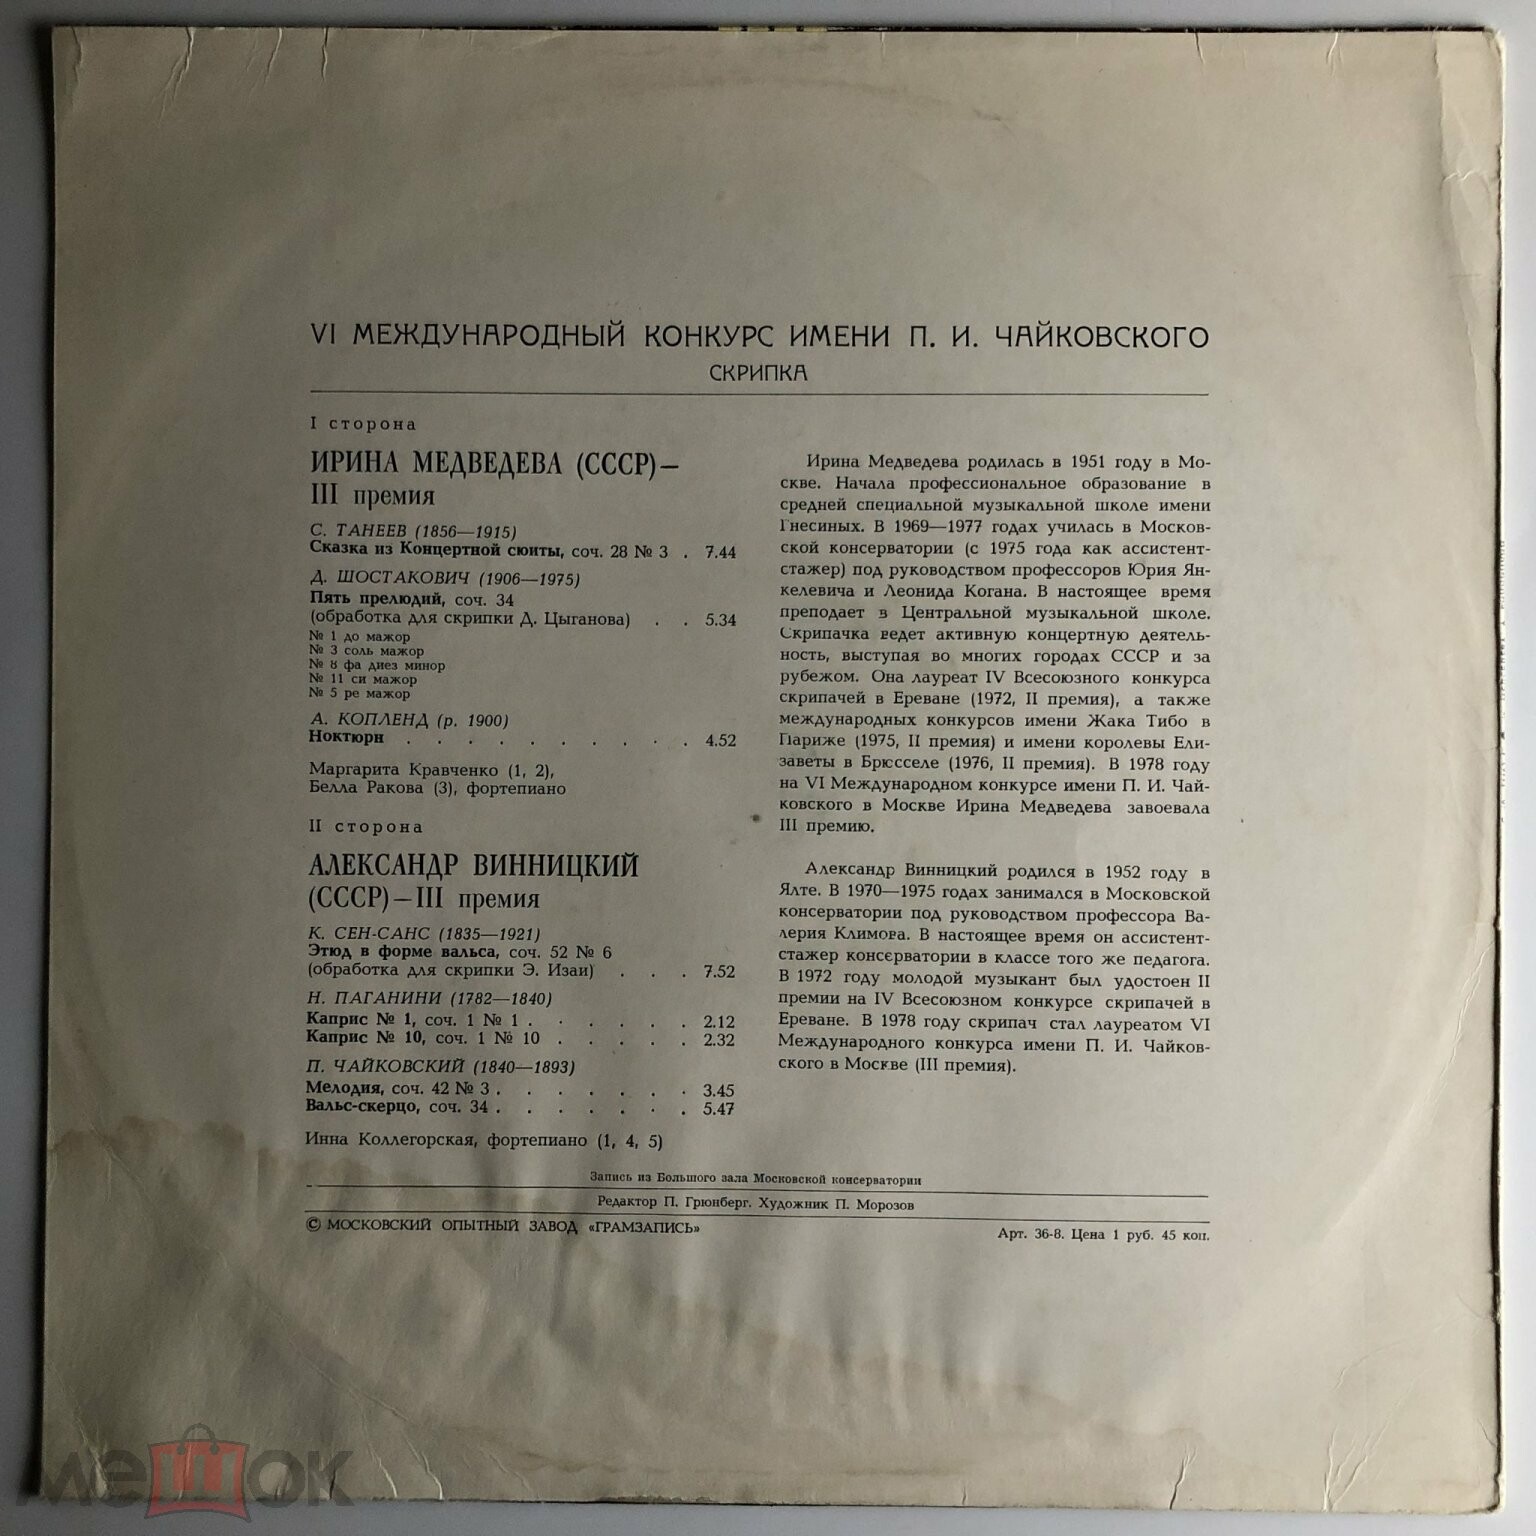 VI МЕЖДУНАРОДНЫЙ КОНКУРС ИМЕНИ П. И. ЧАЙКОВСКОГО
СКРИПКА
I сторона
ИРИНА МЕДВЕДЕВА (СССР)—
III премия
С. ТАНЕЕВ (1856—1915)
Сказка из Концертной сюиты, соч. 28 № 3 . 7.44
Д. ШОСТАКОВИЧ (1906—1975)
Пять прелюдий, соч. 34
(обработка для скрипки Д. Цыганова) . . 5.34
№ 1 до мажор
№ 3 соль мажор
№ 8 фа диез минор
№ 11 си мажор
№ 5 ре мажор
А. КОПЛЕНД (р. 1900)
Ноктюрн . . . . . . . . . . 4.52
Маргарита Кравченко (1, 2),
Белла Ракова (3), фортепиано
II сторона
АЛЕКСАНДР ВИННИЦКИЙ
(СССР)—III премия
К. СЕН-САНС (1835—1921)
Этюд в форме вальса, соч. 52 № 6
(обработка для скрипки Э. Изаи) . . . 7.52
Н. ПАГАНИНИ (1782—1840)
Каприс № 1, соч. 1 № 1 . . . . . . 2.12
Каприс № 10, соч. 1 № 10 . . . . . 2.32
П. ЧАЙКОВСКИЙ (1840—1893)
Мелодия, соч. 42 № 3 . . . . . . . 3.45
Вальс-скерцо, соч. 34 . . . . . . . 5.47
Инна Коллегорская, фортепиано (1, 4, 5)
Ирина Медведева родилась в 1951 году в Мо-
скве. Начала профессиональное образование в
средней специальной музыкальной школе имени
Гнесиных. В 1969—1977 годах училась в Москов-
ской консерватории (с 1975 года как ассистент-
стажер) под руководством профессоров Юрия Ян-
келевича и Леонида Когана. В настоящее время
преподает в Центральной музыкальной школе.
Скрипачка ведет активную концертную деятель-
ность, выступая во многих городах СССР и за
рубежом. Она лауреат IV Всесоюзного конкурса
скрипачей в Ереване (1972, II премия), а также
международных конкурсов имени Жака Тибо в
Париже (1975, II премия) и имени королевы Ели-
заветы в Брюсселе (1976, II премия). В 1978 году
на VI Международном конкурсе имени П. И. Чай-
ковского в Москве Ирина Медведева завоевала
III премию.
Александр Винницкий родился в 1952 году в
Ялте. В 1970—1975 годах занимался в Московской
консерватории под руководством профессора Ва-
лерия Климова. В настоящее время он ассистент-
стажер консерватории в классе того же педагога.
В 1972 году молодой музыкант был удостоен II
премии на IV Всесоюзном конкурсе скрипачей в
Ереване. В 1978 году скрипач стал лауреатом VI
Международного конкурса имени П. И. Чайков-
ского в Москве (III премия).
Запись из Большого зала Московской консерватории
Редактор П. Грюнберг. Художник П. Морозов
© МОСКОВСКИЙ ОПЫТНЫЙ ЗАВОД «ГРАМЗАПИСЬ»
Арт. 36-8. Цена 1 руб. 45 коп.
мешок